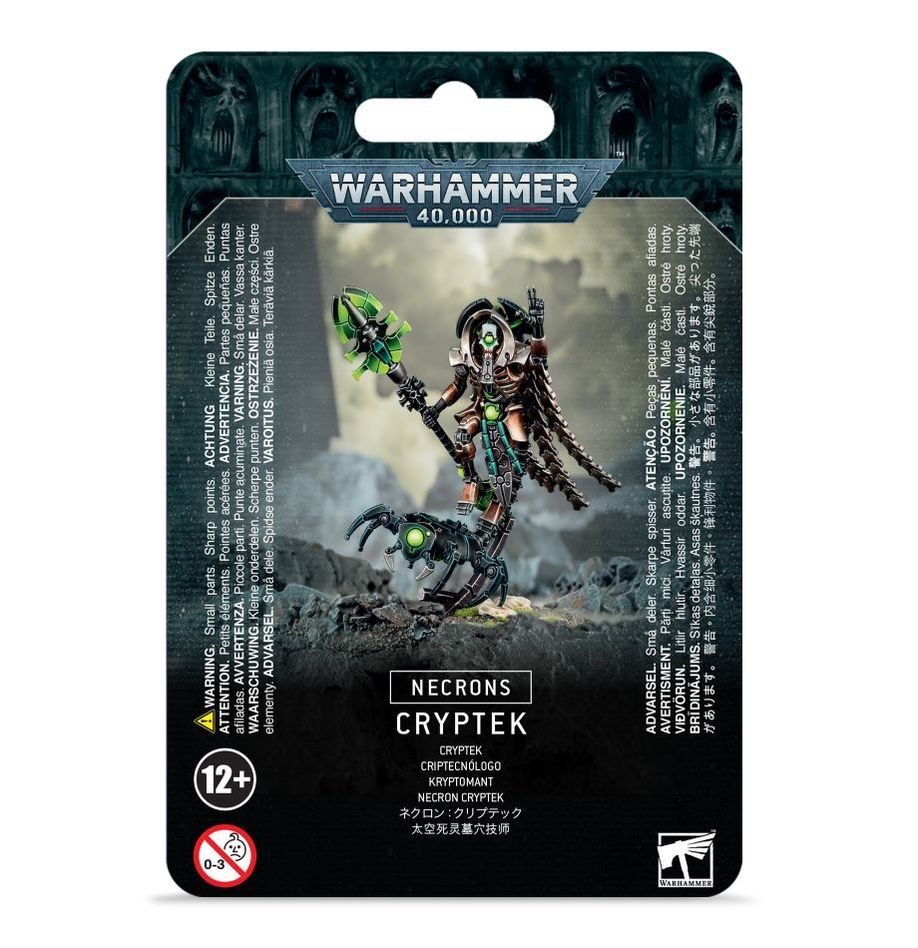 WARHAMMER™
40,000
⚠WARNING. Small parts. Sharp points. ACHTUNG Kleine Teile. Spitze Enden.
ATTENTION. Petits éléments. Pointes acérées. ADVERTENCIA. Partes pequeñas. Puntas
afiladas. AVVERTENZA. Piccole parti. Punte acuminate. VARNING. Små delar. Vassa kanter.
WAARSCHUWING. Kleine onderdelen. Scherpe punten. OSTRZEŻENIE. Małe części. Ostre
elementy. ADVARSEL. Små dele. Spidse ender. VAROITUS. Pieniä osia. Teräviä kärkiä.
ADVARSEL. Små deler. Skarpe spisser. ATENÇÃO. Peças pequenas. Pontas afiadas.
AVERTISMENT. Părți mici. Vârfuri ascuțite. UPOZORNĚNÍ. Malé části. Ostré hroty.
VIÐVÖRUN. Litlir hlutir. Hvassir oddar. UPOZORNENIE. Malé časti. Ostré hroty.
BRĪDINĀJUMS. Sīkas detaļas. Asas šķautnes. 警告。小さな部品があります。尖った先端
があります。警告。内含细小零件。锋利物件。警告。含有小零件。含有尖銳部分。
NECRONS
CRYPTEK
CRYPTEK
CRIPTECNÓLOGO
KRYPTOMANT
NECRON CRYPTEK
ネクロン：クリプテック
太空死灵墓穴技师
12+
0-3
WARHAMMER